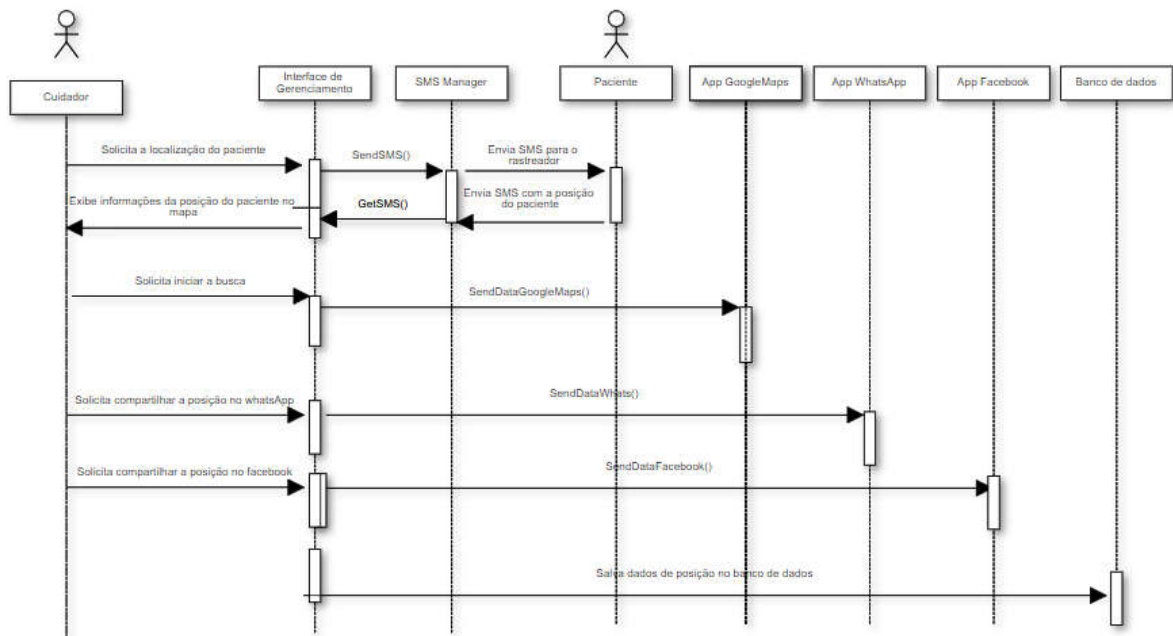 Cuidador
Interface de
Gerenciamento
SMS Manager
Paciente
App GoogleMaps
App WhatsApp
App Facebook
Banco de dados
Solicita a localização do paciente
SendSMS()
Envia SMS para o
rastreador
Exibe informações da posição do paciente no
mapa
GetSMS()
Envia SMS com a posição
do paciente
Solicita iniciar a busca
SendDataGoogleMaps()
Solicita compartilhar a posição no whatsApp
SendDataWhats()
Solicita compartilhar a posição no facebook
SendDataFacebook()
Salva dados de posição no banco de dados